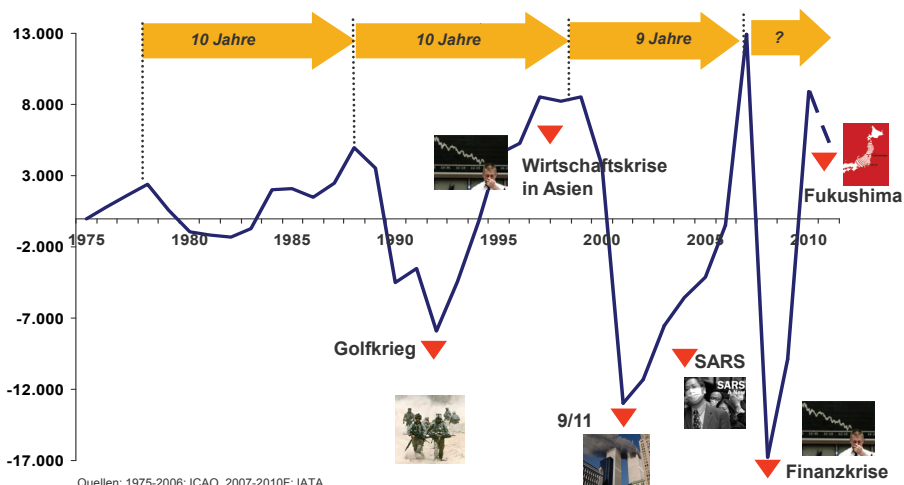 10 Jahre
10 Jahre
9 Jahre
?
13.000
8.000
3.000
-2.000
-7.000
-12.000
-17.000
1975
1980
1985
1990
1995
2000
2005
2010
Wirtschaftskrise
in Asien
Fukushima
Golfkrieg
SARS
SARS
9/11
Finanzkrise
Quellen: 1975-2006: ICAO, 2007-2010F: IATA